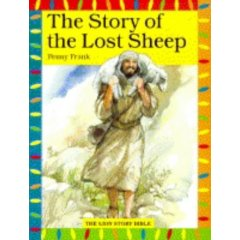 The Story of
the Lost Sheep
Penny Frank
THE LION STORY BIBLE